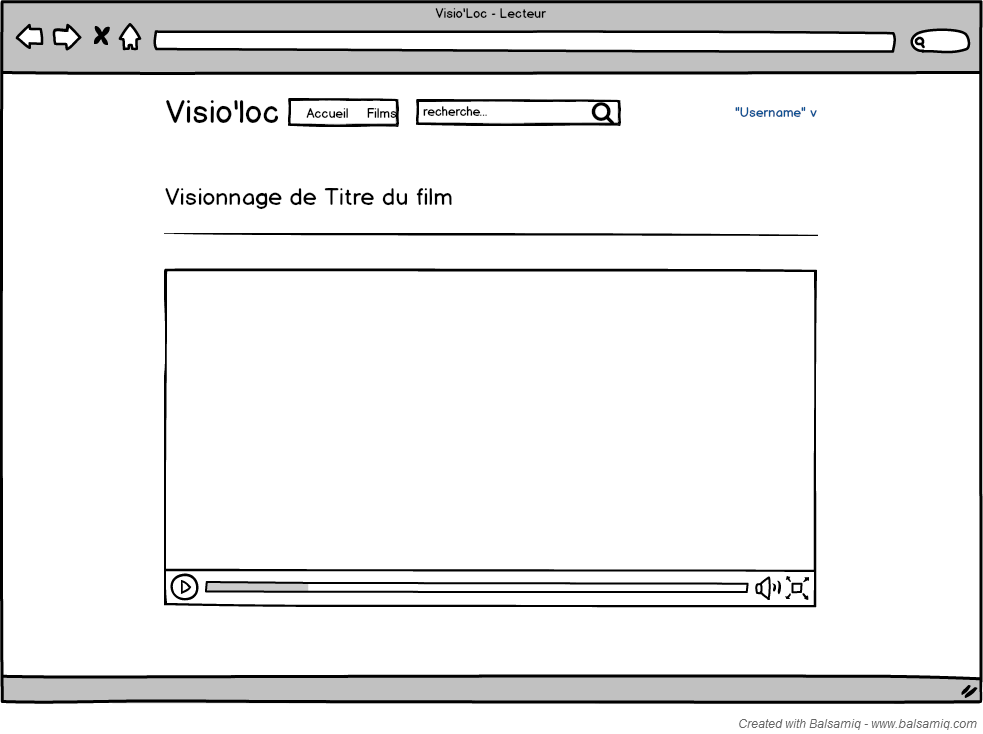 Visio'Loc - Lecteur
Visio'loc Accueil Films recherche... "Username" v
Visionnage de Titre du film
Created with Balsamiq - www.balsamiq.com